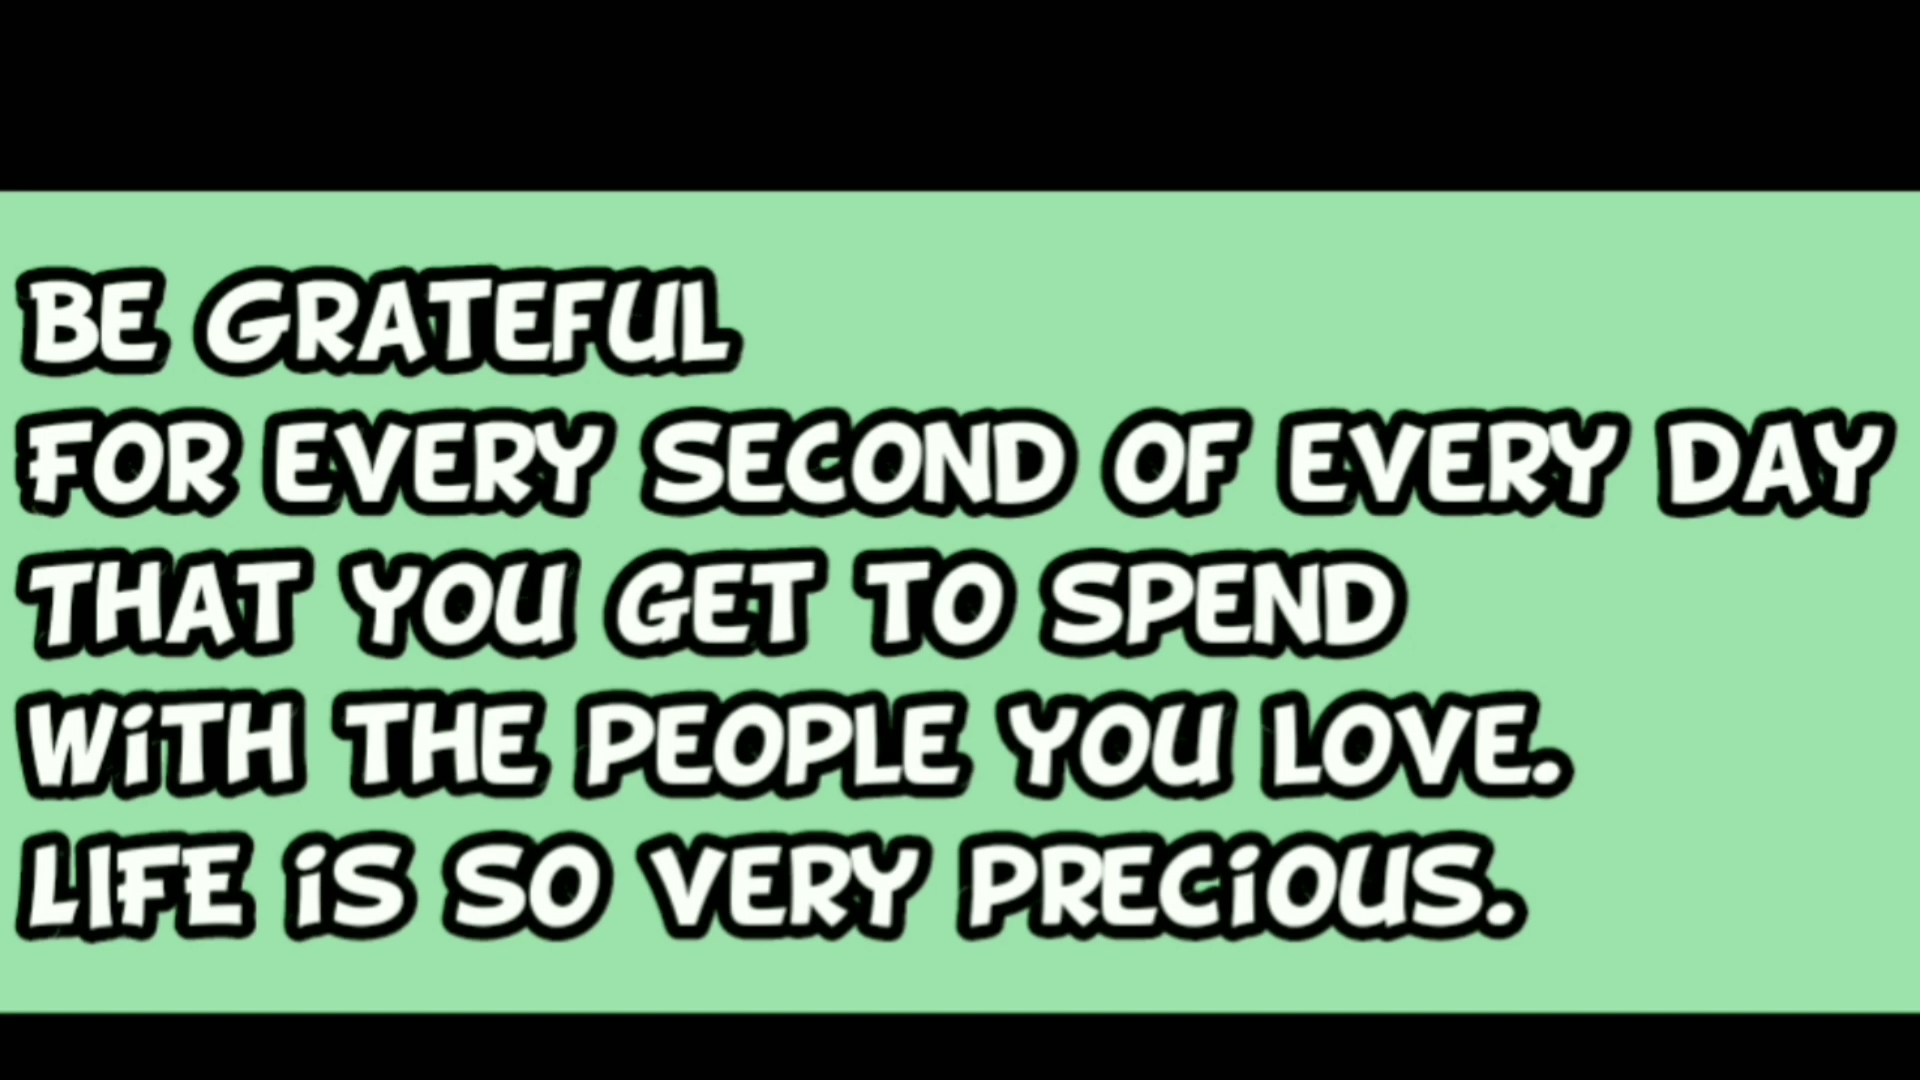 BE GRATEFUL
FOR EVERY SECOND OF EVERY DAY
THAT YOU GET TO SPEND
WiTH THE PEOPLE YOU LOVE.
LIFE iS SO VERY PRECiOUS.